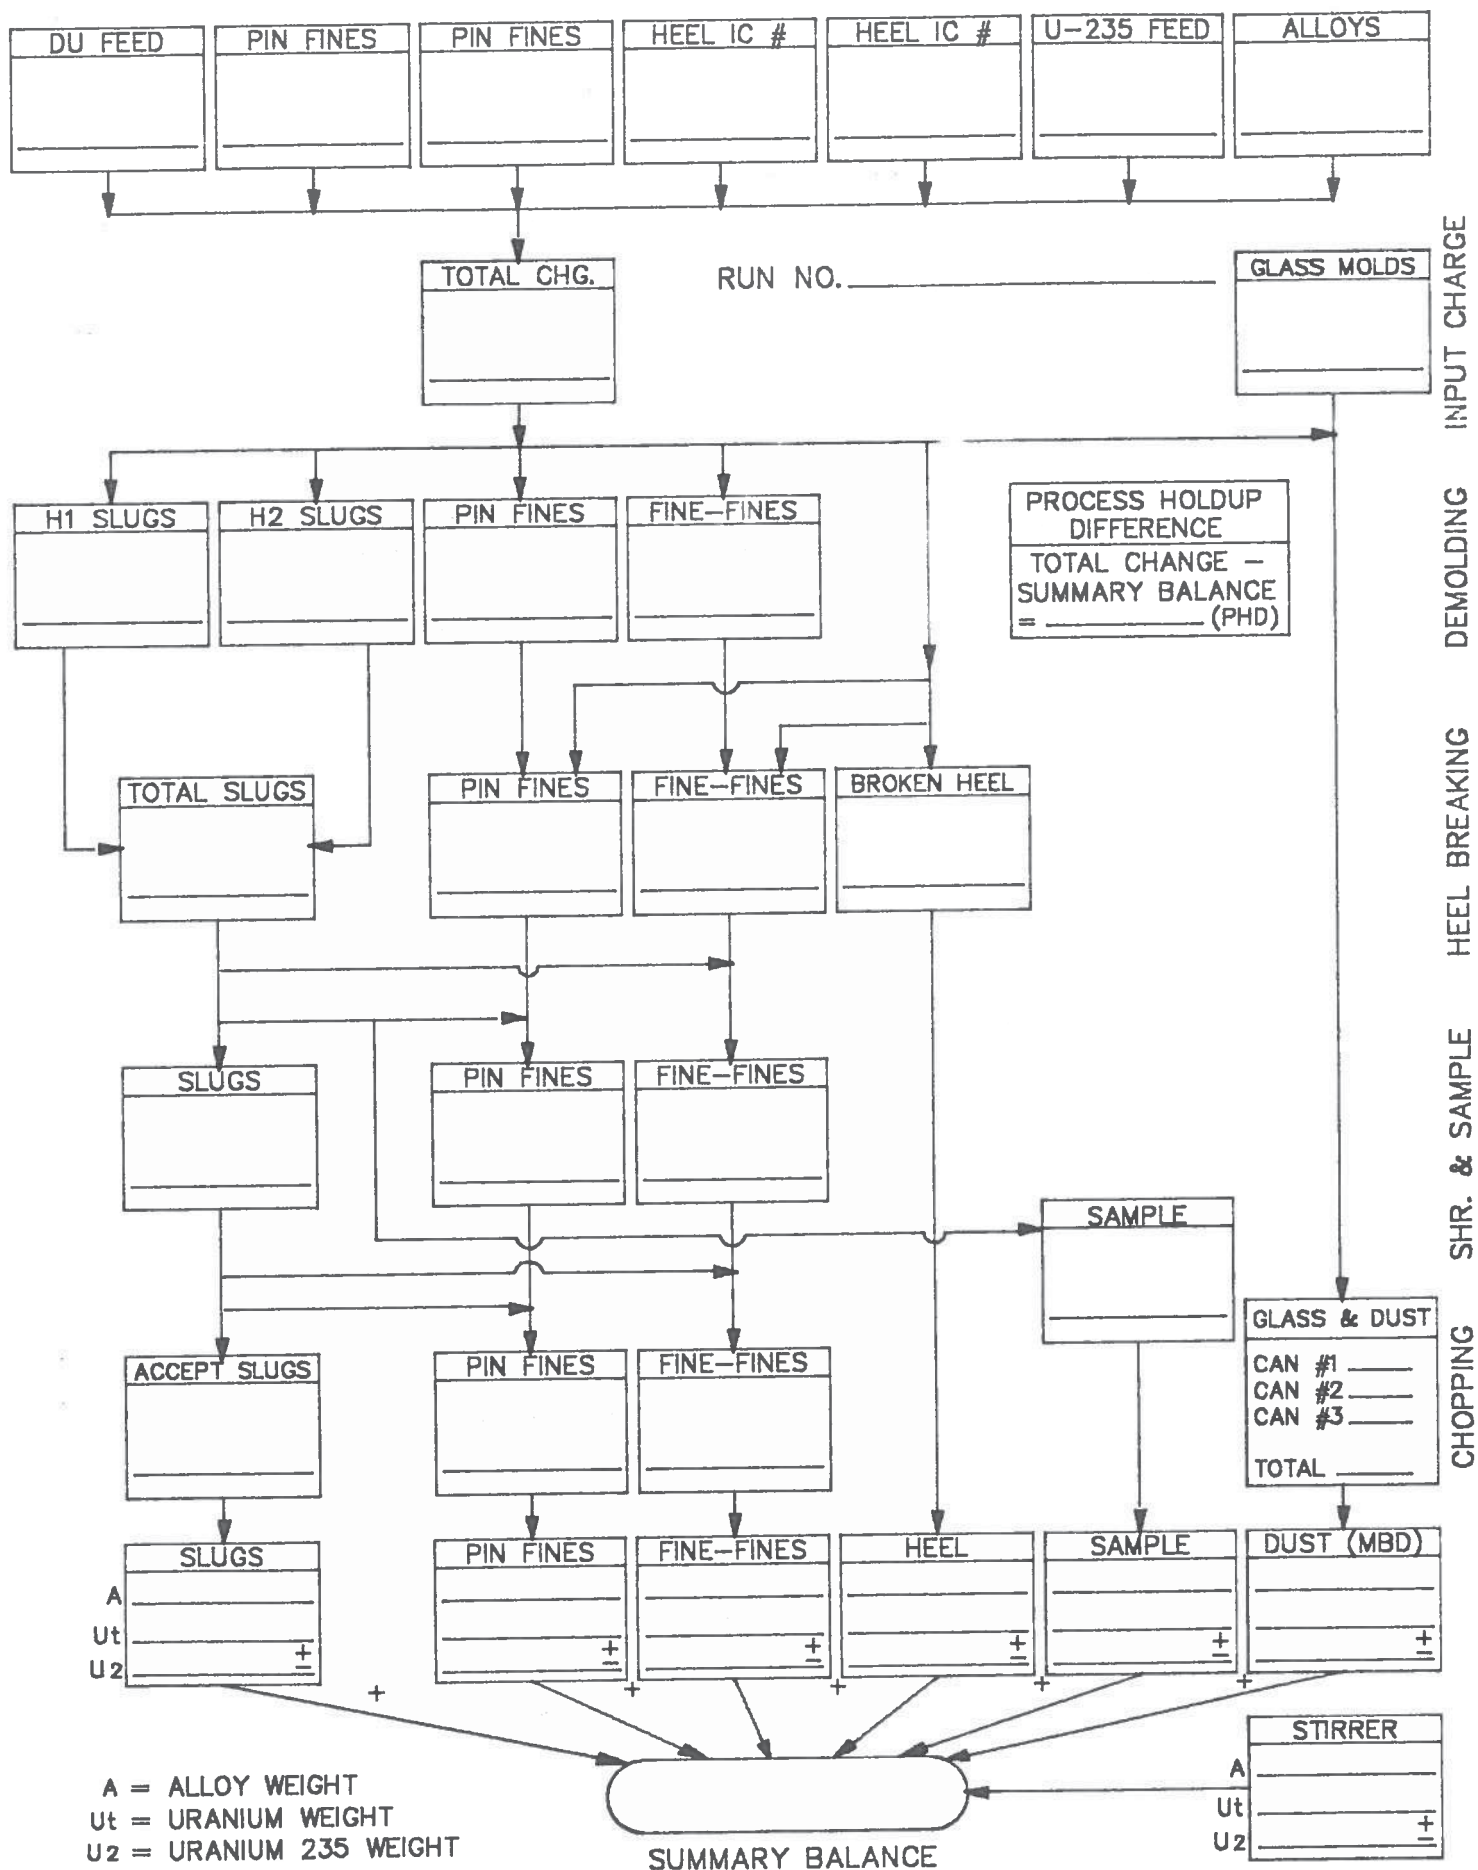 DU FEED
PIN FINES
PIN FINES
HEEL IC #
HEEL IC #
U-235 FEED
ALLOYS
TOTAL CHG.
RUN NO.
GLASS MOLDS
INPUT CHARGE
H1 SLUGS
H2 SLUGS
PIN FINES
FINE-FINES
PROCESS HOLDUP
DIFFERENCE
TOTAL CHANGE -
SUMMARY BALANCE
= (PHD)
DEMOLDING
TOTAL SLUGS
PIN FINES
FINE-FINES
BROKEN HEEL
HEEL BREAKING
SLUGS
PIN FINES
FINE-FINES
SAMPLE
SHR. & SAMPLE
ACCEPT SLUGS
PIN FINES
FINE-FINES
GLASS & DUST
CAN #1
CAN #2
CAN #3
TOTAL
CHOPPING
SLUGS
PIN FINES
FINE-FINES
HEEL
SAMPLE
DUST (MBD)
A
Ut
U2
± ± ± ± ± ±
+ + + + +
STIRRER
A
Ut
U2 ±
A = ALLOY WEIGHT
Ut = URANIUM WEIGHT
U2 = URANIUM 235 WEIGHT
SUMMARY BALANCE